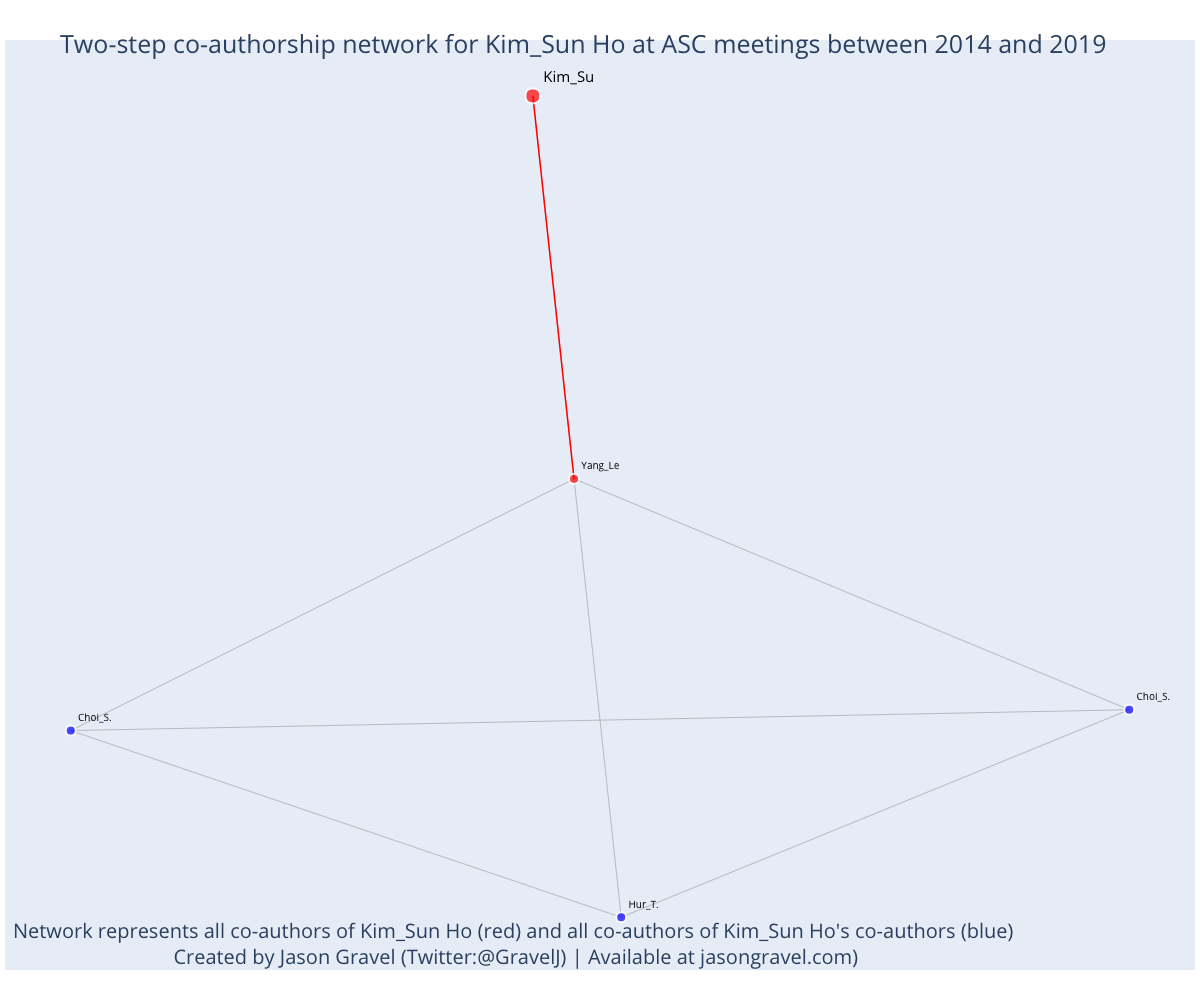 Two-step co-authorship network for Kim_Sun Ho at ASC meetings between 2014 and 2019
Kim_Su
Yang_Le
Choi_S.
Choi_S.
Hur_T.
Network represents all co-authors of Kim_Sun Ho (red) and all co-authors of Kim_Sun Ho's co-authors (blue)
Created by Jason Gravel (Twitter:@GravelJ) | Available at jasongravel.com)